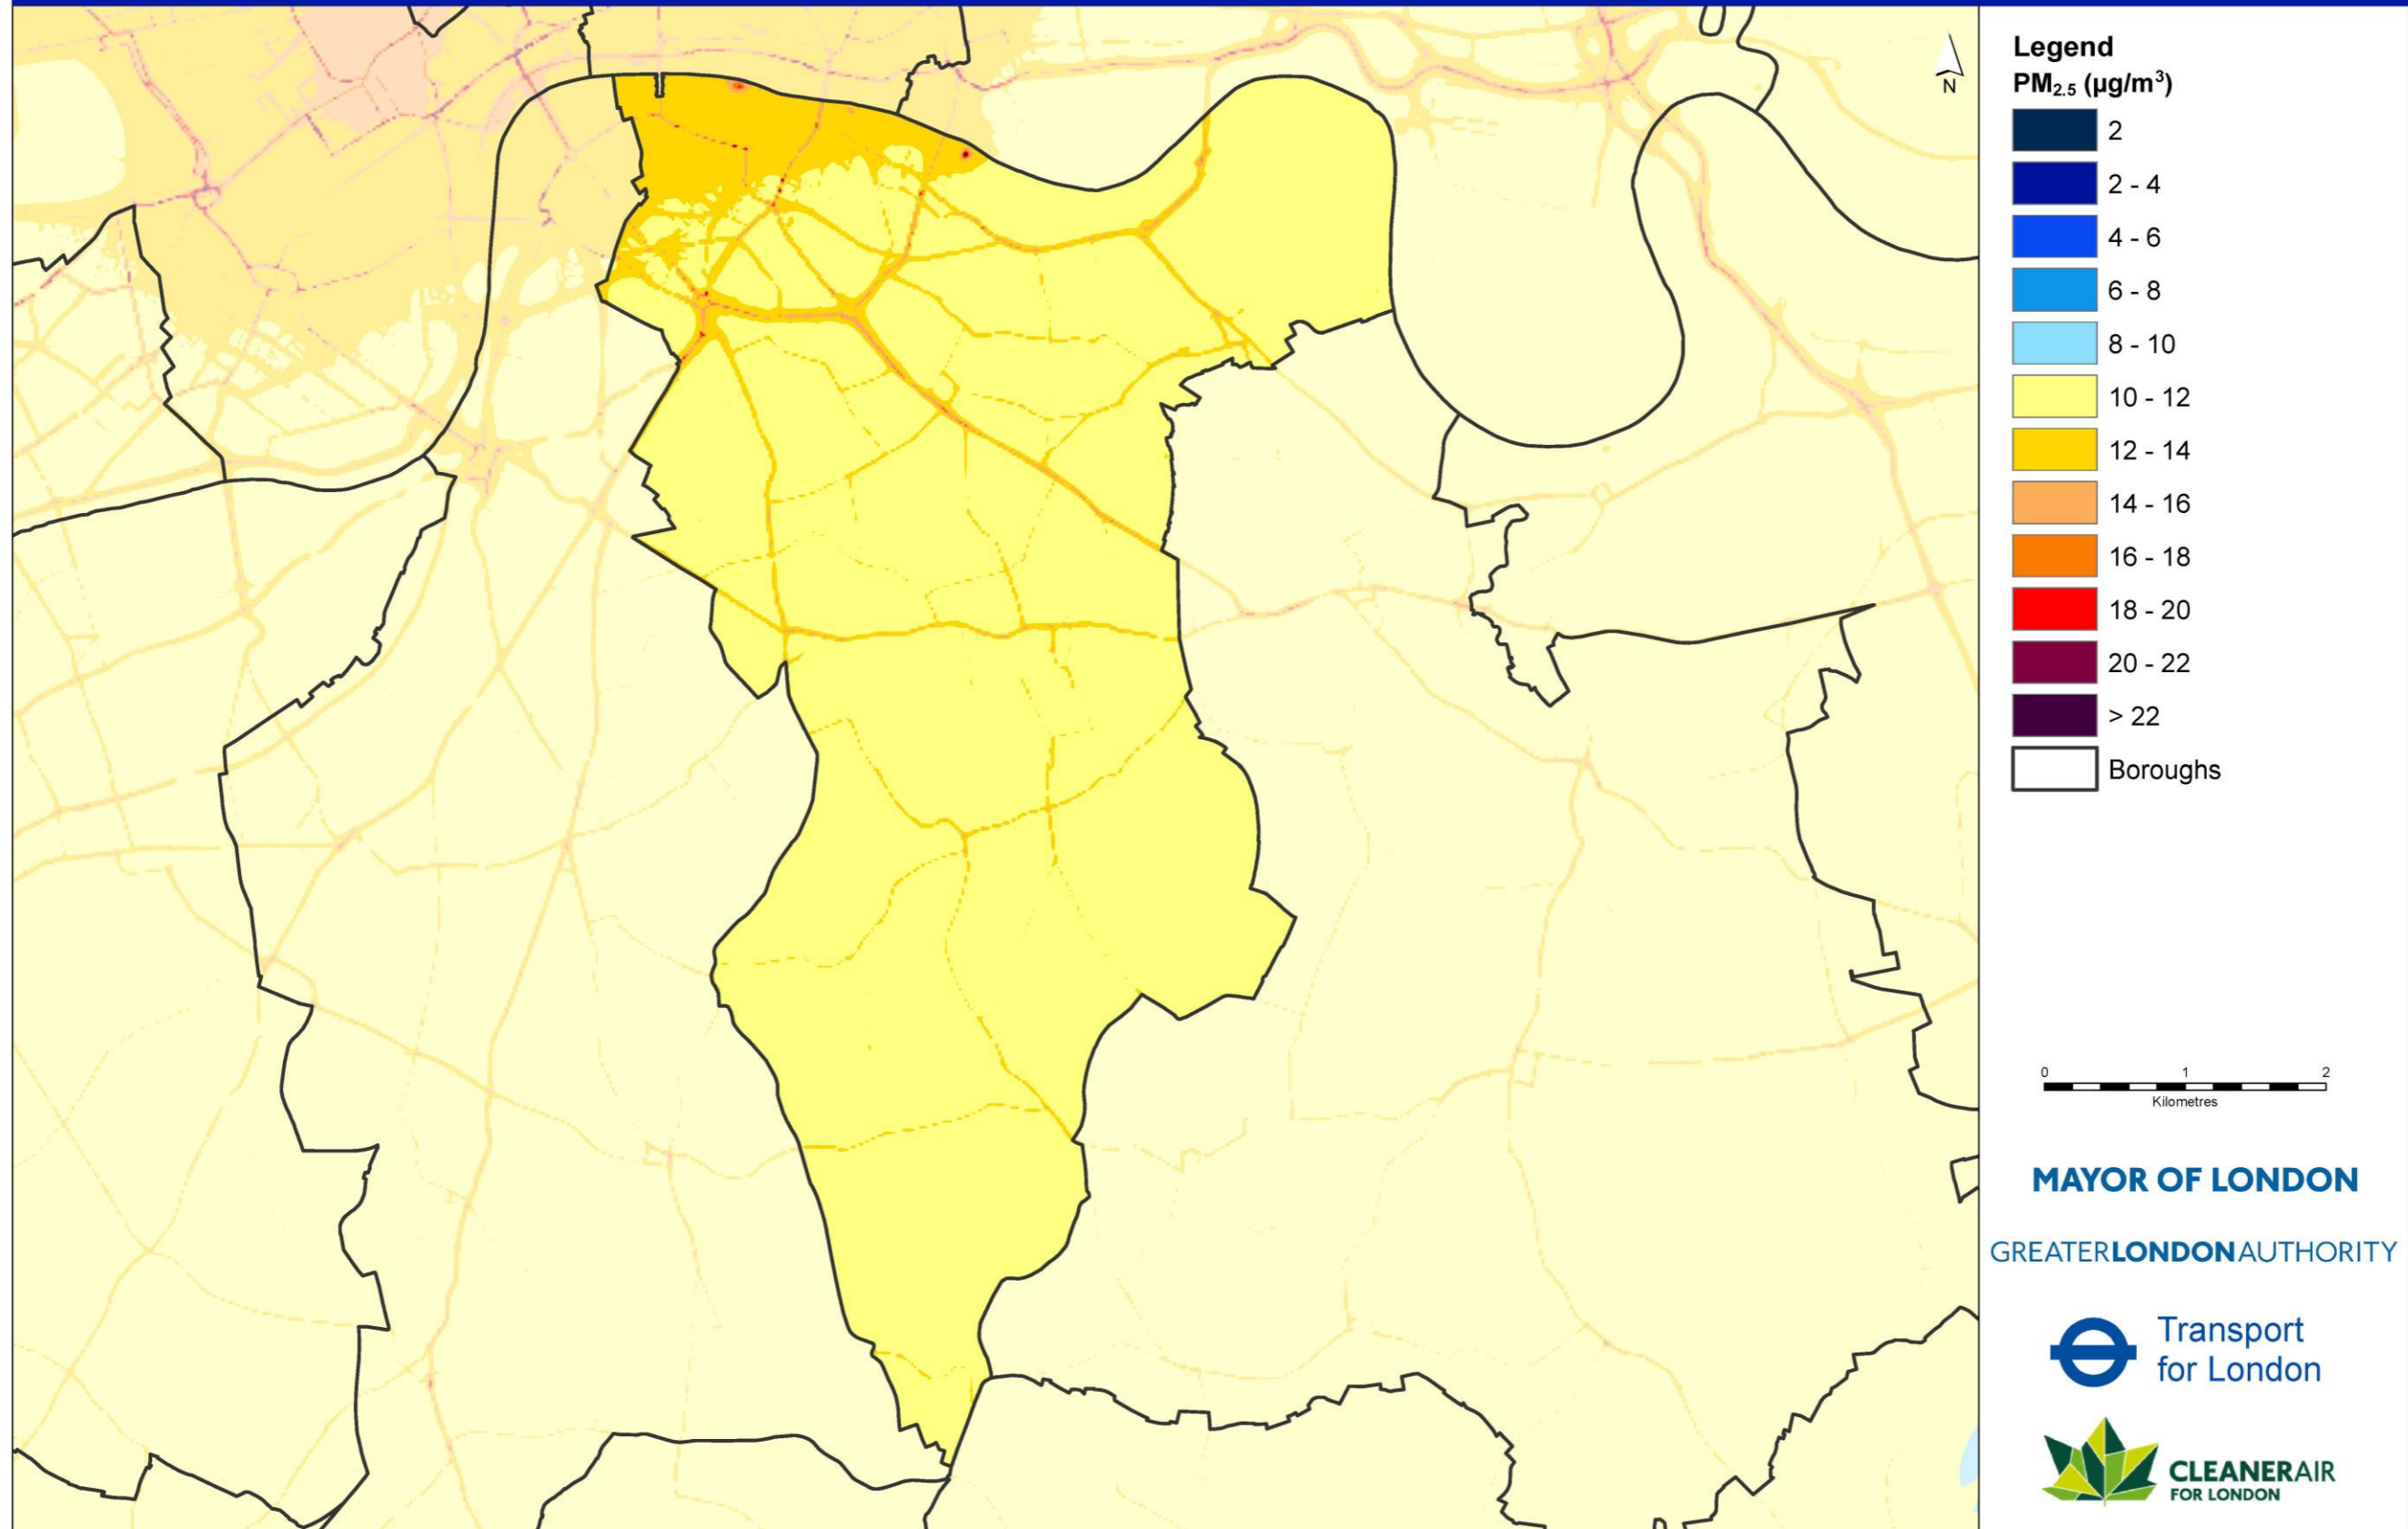 N
Legend
PM₂.₅ (µg/m³)
2
2 - 4
4 - 6
6 - 8
8 - 10
10 - 12
12 - 14
14 - 16
16 - 18
18 - 20
20 - 22
> 22
Boroughs
0 1 2
Kilometres
MAYOR OF LONDON
GREATERLONDONAUTHORITY
Transport
for London
CLEANERAIR
FOR LONDON